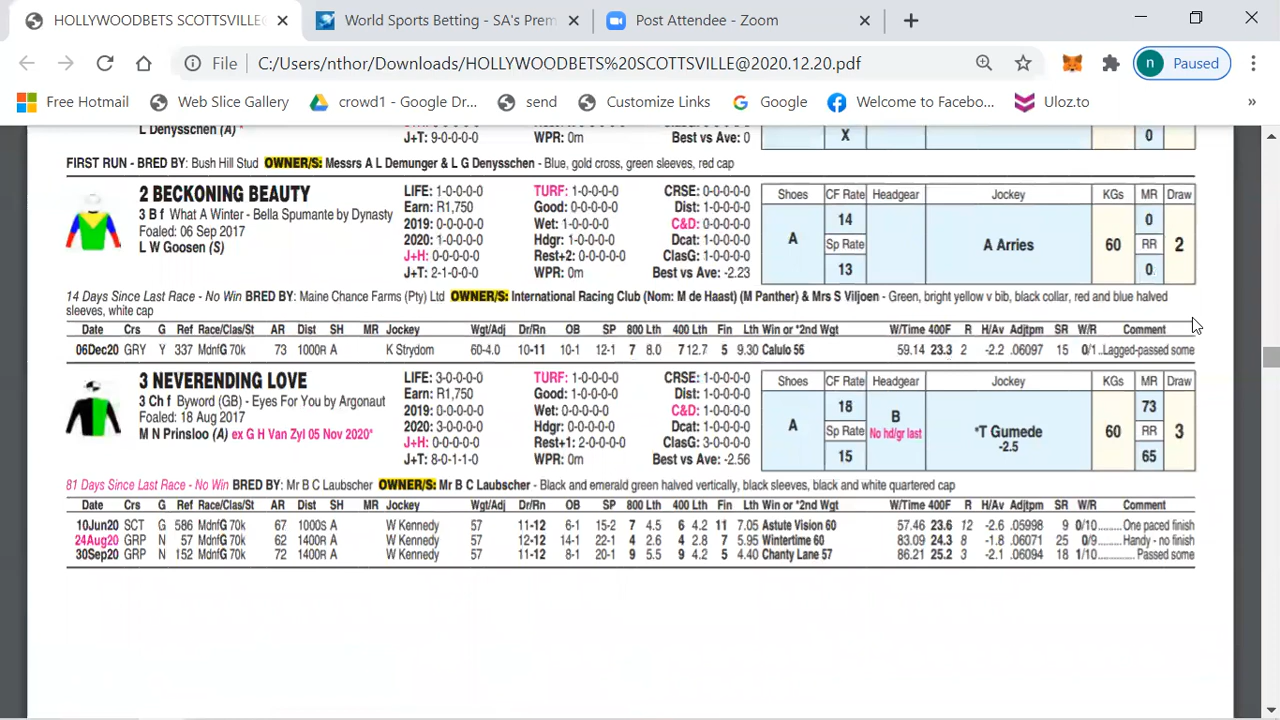 HOLLYWOODBETS SCOTTSVILLE@
World Sports Betting - SA's Prem
Post Attendee - Zoom
File C:/Users/nthor/Downloads/HOLLYWOODBETS%20SCOTTSVILLE@2020.12.20.pdf
n Paused
Free Hotmail Web Slice Gallery crowd1 - Google Dr... send Customize Links Google Welcome to Facebo... Uloz.to »
L Denysschen (A) *
J+T: 9-0-0-0-0 WPR: 0m Best vs Ave: 0 X 0
FIRST RUN - BRED BY: Bush Hill Stud OWNER/S: Messrs A L Demunger & L G Denysschen - Blue, gold cross, green sleeves, red cap
2 BECKONING BEAUTY LIFE: 1-0-0-0-0 TURF: 1-0-0-0-0 CRSE: 0-0-0-0-0 Shoes CF Rate Headgear Jockey KGs MR Draw
3 B f What A Winter - Bella Spumante by Dynasty Earn: R1,750 Good: 0-0-0-0-0 Dist: 1-0-0-0-0 14 0
Foaled: 06 Sep 2017 2019: 0-0-0-0-0 Wet: 1-0-0-0-0 C&D: 0-0-0-0-0
L W Goosen (S) 2020: 1-0-0-0-0 Hdgr: 1-0-0-0-0 Dcat: 1-0-0-0-0 A Sp Rate A Arries 60 RR 2
J+H: 0-0-0-0-0 Rest+2: 0-0-0-0-0 ClasG: 1-0-0-0-0
J+T: 2-1-0-0-0 WPR: 0m Best vs Ave: -2.23 13 0
14 Days Since Last Race - No Win BRED BY: Maine Chance Farms (Pty) Ltd OWNER/S: International Racing Club (Nom: M de Haast) (M Panther) & Mrs S Viljoen - Green, bright yellow v bib, black collar, red and blue halved
sleeves, white cap
Date Crs G Ref Race/Clas/St AR Dist SH MR Jockey Wgt/Adj Dr/Rn OB SP 800 Lth 400 Lth Fin Lth Win or *2nd Wgt W/Time 400F R H/Av Adjtpm SR W/R Comment
06Dec20 GRY Y 337 MdnfG 70k 73 1000R A K Strydom 60-4.0 10-11 10-1 12-1 7 8.0 7 12.7 5 9.30 Calulo 56 59.14 23.3 2 -2.2 .06097 15 0/1 ..Lagged-passed some
3 NEVERENDING LOVE LIFE: 3-0-0-0-0 TURF: 1-0-0-0-0 CRSE: 1-0-0-0-0 Shoes CF Rate Headgear Jockey KGs MR Draw
3 Ch f Byword (GB) - Eyes For You by Argonaut Earn: R1,750 Good: 1-0-0-0-0 Dist: 1-0-0-0-0 18 73
Foaled: 18 Aug 2017 2019: 0-0-0-0-0 Wet: 0-0-0-0-0 C&D: 1-0-0-0-0 B
M N Prinsloo (A) ex G H Van Zyl 05 Nov 2020* 2020: 3-0-0-0-0 Hdgr: 0-0-0-0-0 Dcat: 1-0-0-0-0 A Sp Rate No hd/gr last *T Gumede 60 RR 3
J+H: 0-0-0-0-0 Rest+1: 2-0-0-0-0 ClasG: 3-0-0-0-0 -2.5
J+T: 8-0-1-1-0 WPR: 0m Best vs Ave: -2.56 15 65
81 Days Since Last Race - No Win BRED BY: Mr B C Laubscher OWNER/S: Mr B C Laubscher - Black and emerald green halved vertically, black sleeves, black and white quartered cap
Date Crs G Ref Race/Clas/St AR Dist SH MR Jockey Wgt/Adj Dr/Rn OB SP 800 Lth 400 Lth Fin Lth Win or *2nd Wgt W/Time 400F R H/Av Adjtpm SR W/R Comment
10Jun20 SCT G 586 MdnfG 70k 67 1000S A W Kennedy 57 11-12 6-1 15-2 7 4.5 6 4.2 11 7.05 Astute Vision 60 57.46 23.6 12 -2.6 .05998 9 0/10 ......... One paced finish
24Aug20 GRP N 57 MdnfG 70k 62 1400R A W Kennedy 57 12-12 14-1 22-1 4 2.6 4 2.8 7 5.95 Wintertime 60 83.09 24.3 8 -1.8 .06071 25 0/9 ......... Handy - no finish
30Sep20 GRP N 152 MdnfG 70k 72 1400R A W Kennedy 57 11-12 8-1 20-1 9 5.5 9 4.2 5 4.40 Chanty Lane 57 86.21 25.2 3 -2.1 .06094 18 1/10 ................ Passed some